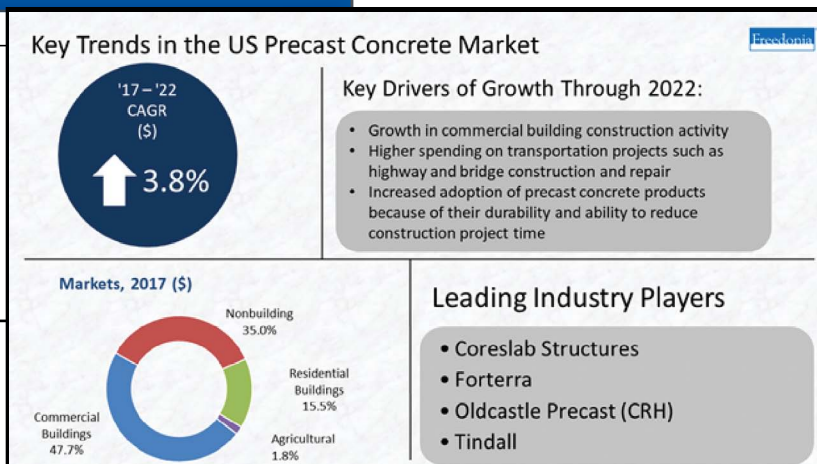 Key Trends in the US Precast Concrete Market
Freedonia
'17 – '22
CAGR
($)
3.8%
Key Drivers of Growth Through 2022:
• Growth in commercial building construction activity
• Higher spending on transportation projects such as
highway and bridge construction and repair
• Increased adoption of precast concrete products
because of their durability and ability to reduce
construction project time
Markets, 2017 ($)
Nonbuilding
35.0%
Residential
Buildings
15.5%
Agricultural
1.8%
Commercial
Buildings
47.7%
Leading Industry Players
• Coreslab Structures
• Forterra
• Oldcastle Precast (CRH)
• Tindall